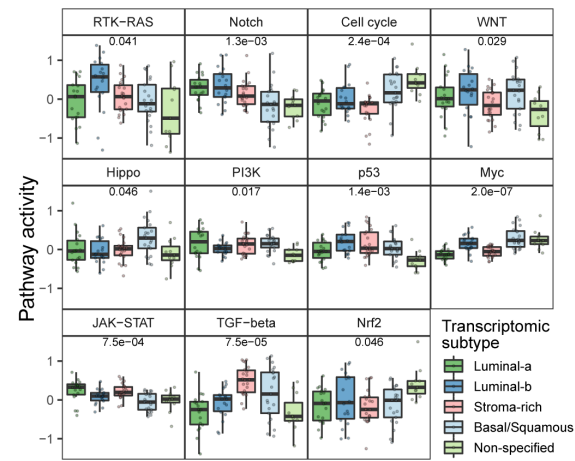 RTK−RAS Notch Cell cycle WNT
0.041 1.3e−03 2.4e−04 0.029
1
0
−1
Hippo PI3K p53 Myc
0.046 0.017 1.4e−03 2.0e−07
1
0
−1
Pathway activity
JAK−STAT TGF−beta Nrf2
7.5e−04 7.5e−05 0.046
1
0
−1
Transcriptomic
subtype
Luminal-a
Luminal-b
Stroma-rich
Basal/Squamous
Non-specified